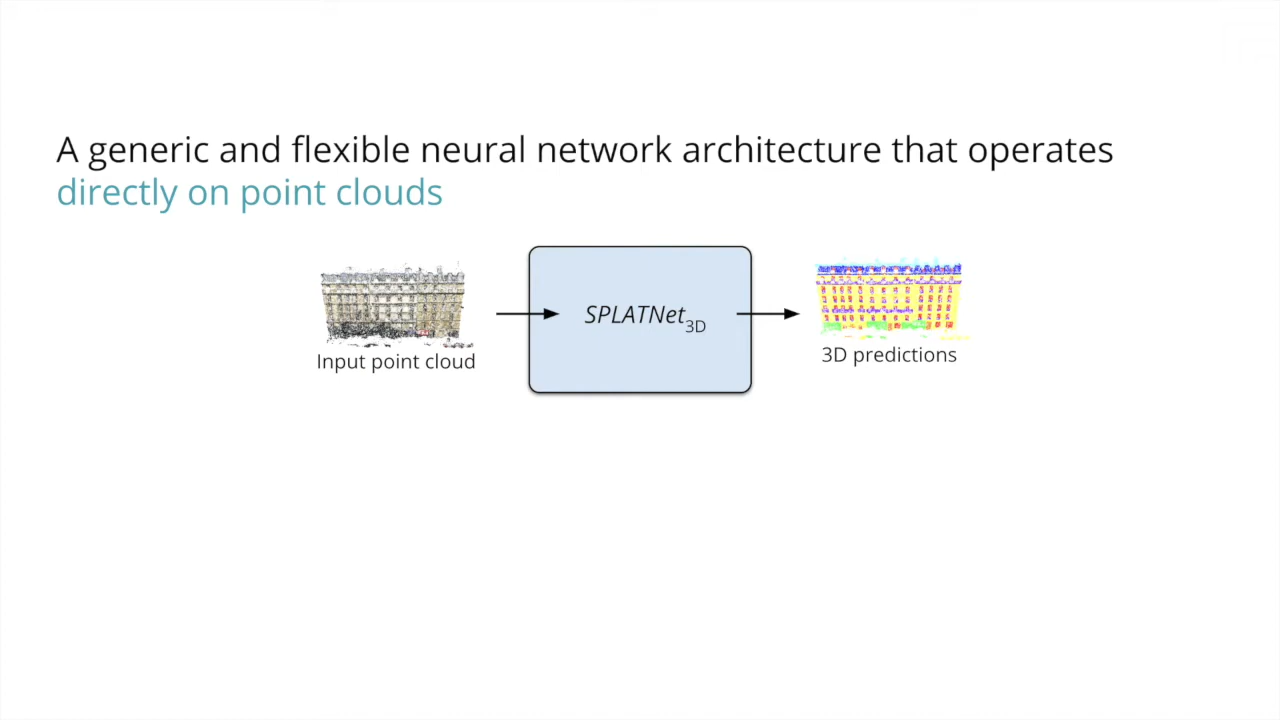 A generic and flexible neural network architecture that operates
directly on point clouds
SPLATNet3D
Input point cloud
3D predictions